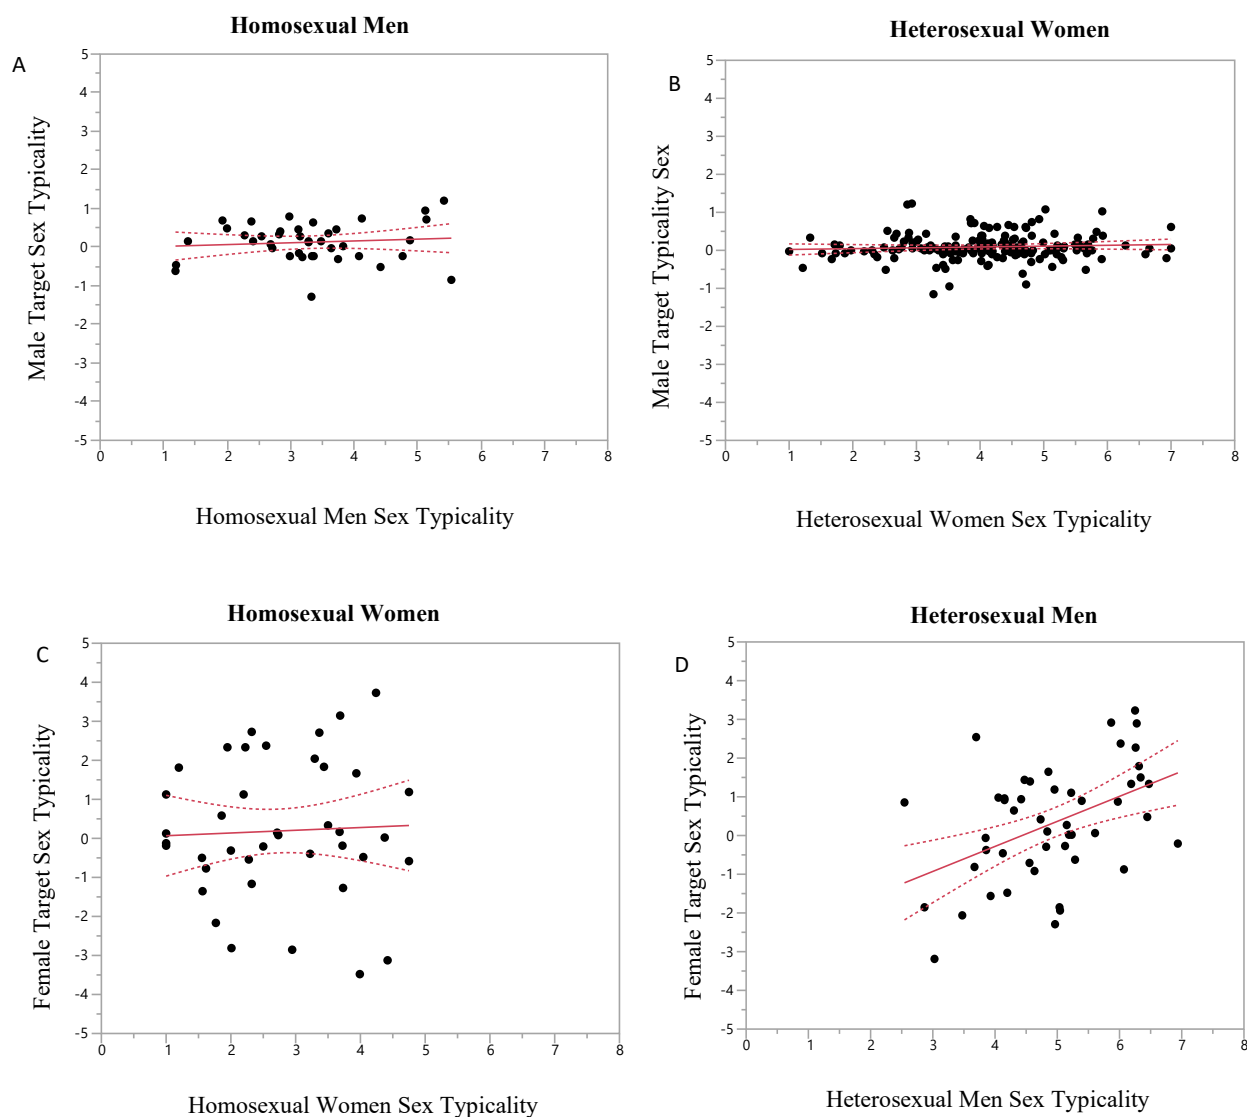 Homosexual Men
A
5
4
3
2
1
0
-1
-2
-3
-4
-5
0 1 2 3 4 5 6 7 8
Male Target Sex Typicality
Homosexual Men Sex Typicality
Heterosexual Women
B
5
4
3
2
1
0
-1
-2
-3
-4
-5
0 1 2 3 4 5 6 7 8
Male Target Typicality Sex
Heterosexual Women Sex Typicality
Homosexual Women
C
5
4
3
2
1
0
-1
-2
-3
-4
-5
0 1 2 3 4 5 6 7 8
Female Target Sex Typicality
Homosexual Women Sex Typicality
Heterosexual Men
D
5
4
3
2
1
0
-1
-2
-3
-4
-5
0 1 2 3 4 5 6 7 8
Female Target Sex Typicality
Heterosexual Men Sex Typicality